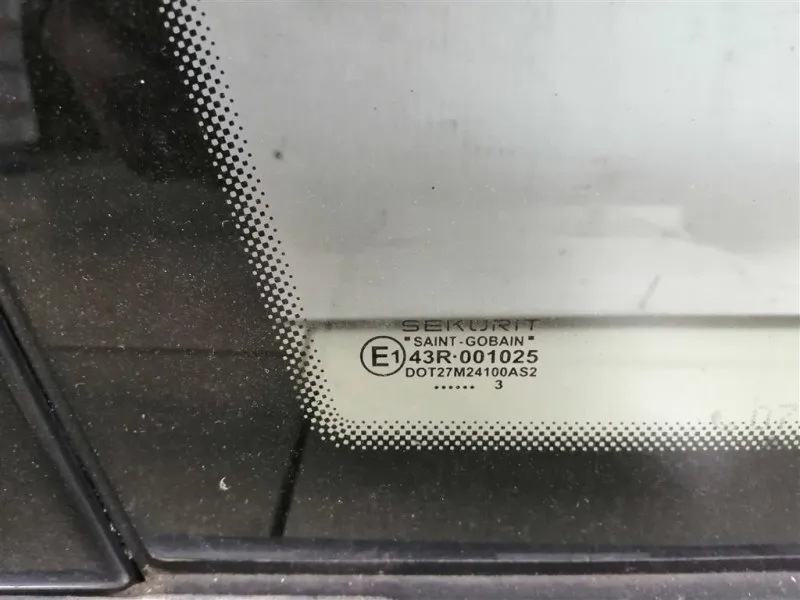 SEKURIT
"SAINT-GOBAIN"
E1 43R·001025
DOT27M24100AS2
...... 3